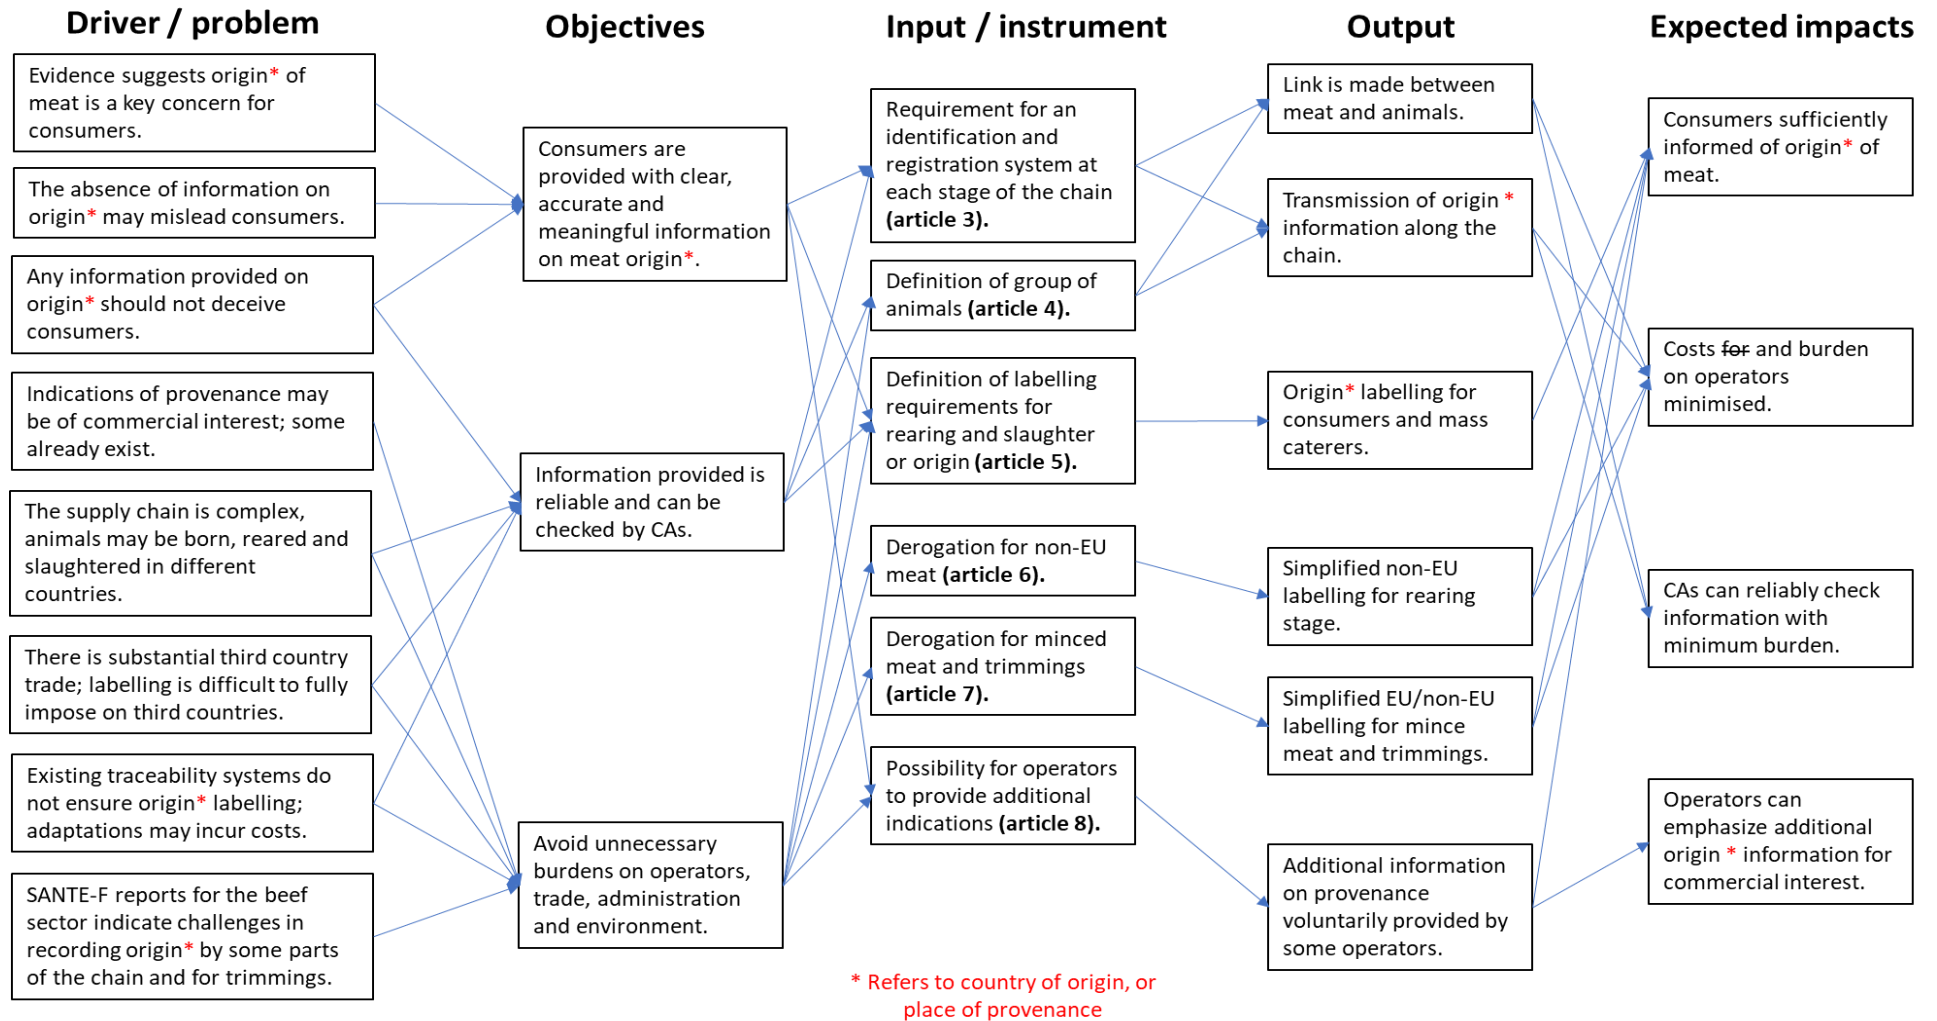 Driver / problem
Evidence suggests origin* of
meat is a key concern for
consumers.
The absence of information on
origin* may mislead consumers.
Any information provided on
origin* should not deceive
consumers.
Indications of provenance may
be of commercial interest; some
already exist.
The supply chain is complex,
animals may be born, reared and
slaughtered in different
countries.
There is substantial third country
trade; labelling is difficult to fully
impose on third countries.
Existing traceability systems do
not ensure origin* labelling;
adaptations may incur costs.
SANTE-F reports for the beef
sector indicate challenges in
recording origin* by some parts
of the chain and for trimmings.
Objectives
Consumers are
provided with clear,
accurate and
meaningful information
on meat origin*.
Information provided is
reliable and can be
checked by CAs.
Avoid unnecessary
burdens on operators,
trade, administration
and environment.
Input / instrument
Requirement for an
identification and
registration system at
each stage of the chain
(article 3).
Definition of group of
animals (article 4).
Definition of labelling
requirements for
rearing and slaughter
or origin (article 5).
Derogation for non-EU
meat (article 6).
Derogation for minced
meat and trimmings
(article 7).
Possibility for operators
to provide additional
indications (article 8).
Output
Link is made between
meat and animals.
Transmission of origin *
information along the
chain.
Origin* labelling for
consumers and mass
caterers.
Simplified non-EU
labelling for rearing
stage.
Simplified EU/non-EU
labelling for mince
meat and trimmings.
Additional information
on provenance
voluntarily provided by
some operators.
Expected impacts
Consumers sufficiently
informed of origin* of
meat.
Costs for and burden
on operators
minimised.
CAs can reliably check
information with
minimum burden.
Operators can
emphasize additional
origin * information for
commercial interest.
* Refers to country of origin, or
place of provenance